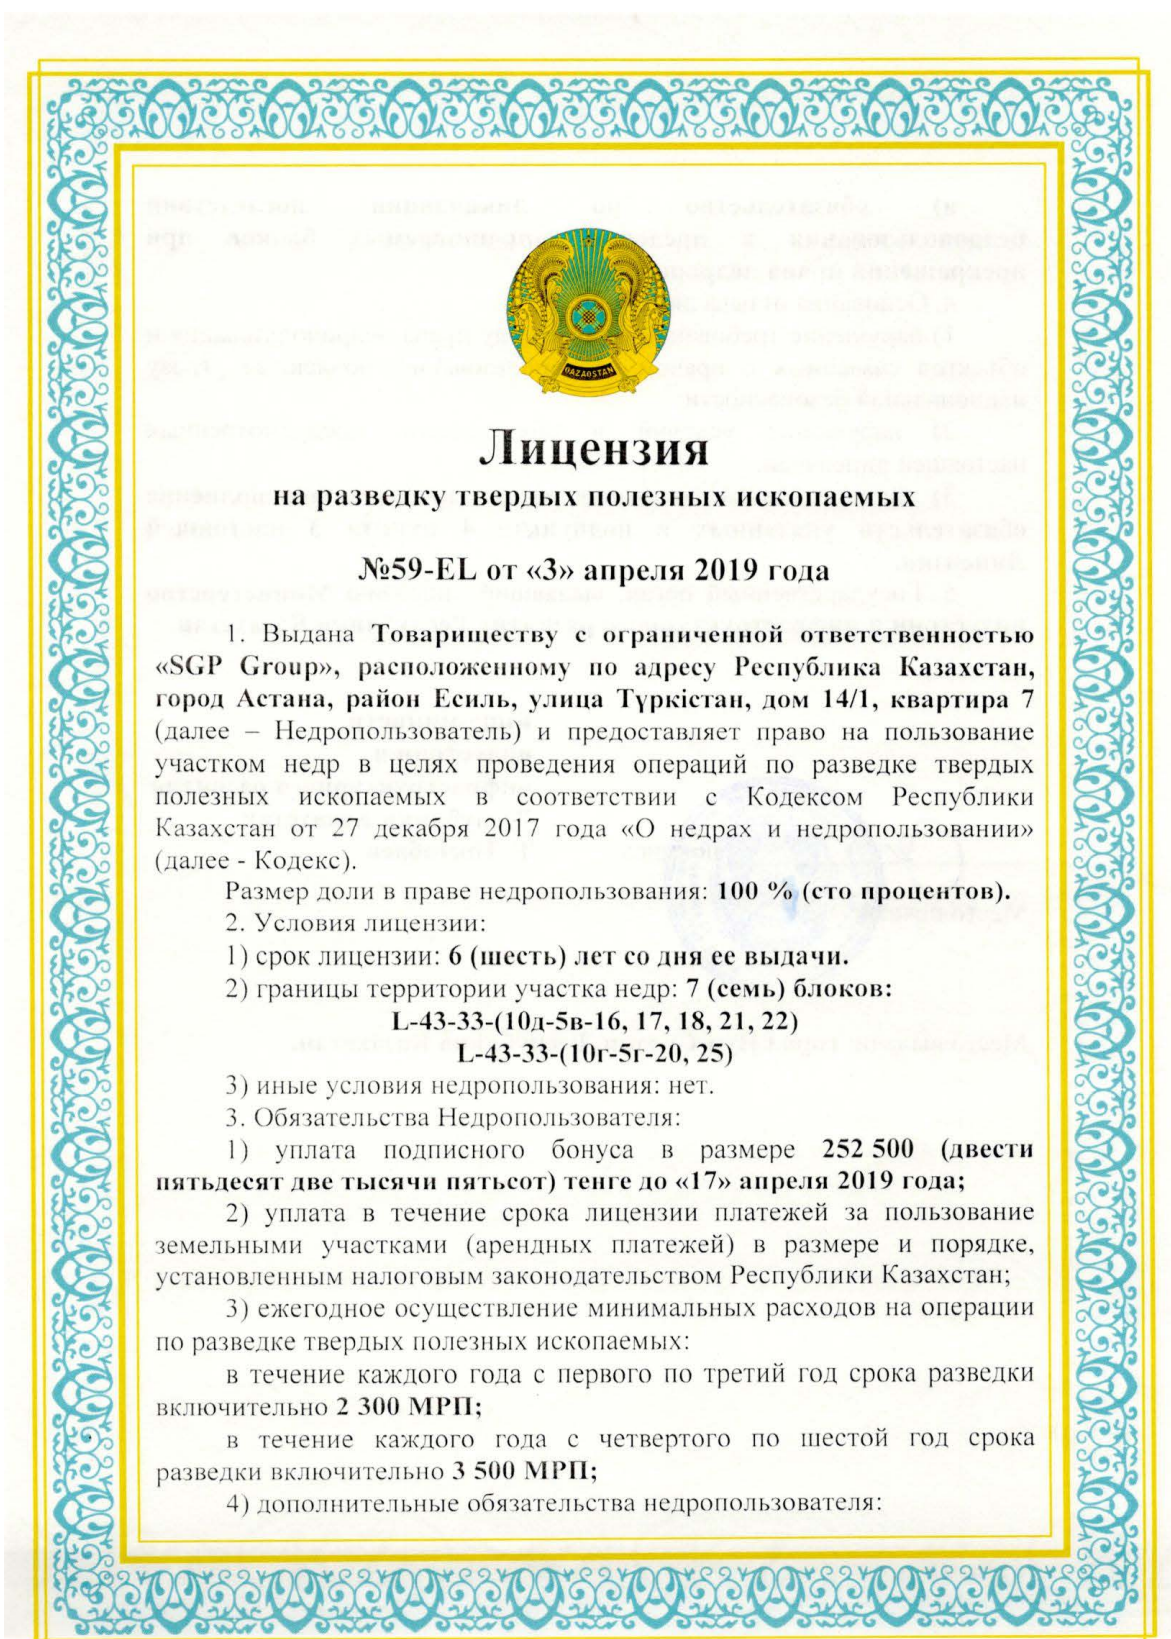 QAZAQSTAN
Лицензия
на разведку твердых полезных ископаемых
№59-EL от «3» апреля 2019 года
1. Выдана Товариществу с ограниченной ответственностью
«SGP Group», расположенному по адресу Республика Казахстан,
город Астана, район Есиль, улица Түркістан, дом 14/1, квартира 7
(далее – Недропользователь) и предоставляет право на пользование
участком недр в целях проведения операций по разведке твердых
полезных ископаемых в соответствии с Кодексом Республики
Казахстан от 27 декабря 2017 года «О недрах и недропользовании»
(далее - Кодекс).
Размер доли в праве недропользования: 100 % (сто процентов).
2. Условия лицензии:
1) срок лицензии: 6 (шесть) лет со дня ее выдачи.
2) границы территории участка недр: 7 (семь) блоков:
L-43-33-(10д-5в-16, 17, 18, 21, 22)
L-43-33-(10г-5г-20, 25)
3) иные условия недропользования: нет.
3. Обязательства Недропользователя:
1) уплата подписного бонуса в размере 252 500 (двести
пятьдесят две тысячи пятьсот) тенге до «17» апреля 2019 года;
2) уплата в течение срока лицензии платежей за пользование
земельными участками (арендных платежей) в размере и порядке,
установленным налоговым законодательством Республики Казахстан;
3) ежегодное осуществление минимальных расходов на операции
по разведке твердых полезных ископаемых:
в течение каждого года с первого по третий год срока разведки
включительно 2 300 МРП;
в течение каждого года с четвертого по шестой год срока
разведки включительно 3 500 МРП;
4) дополнительные обязательства недропользователя: